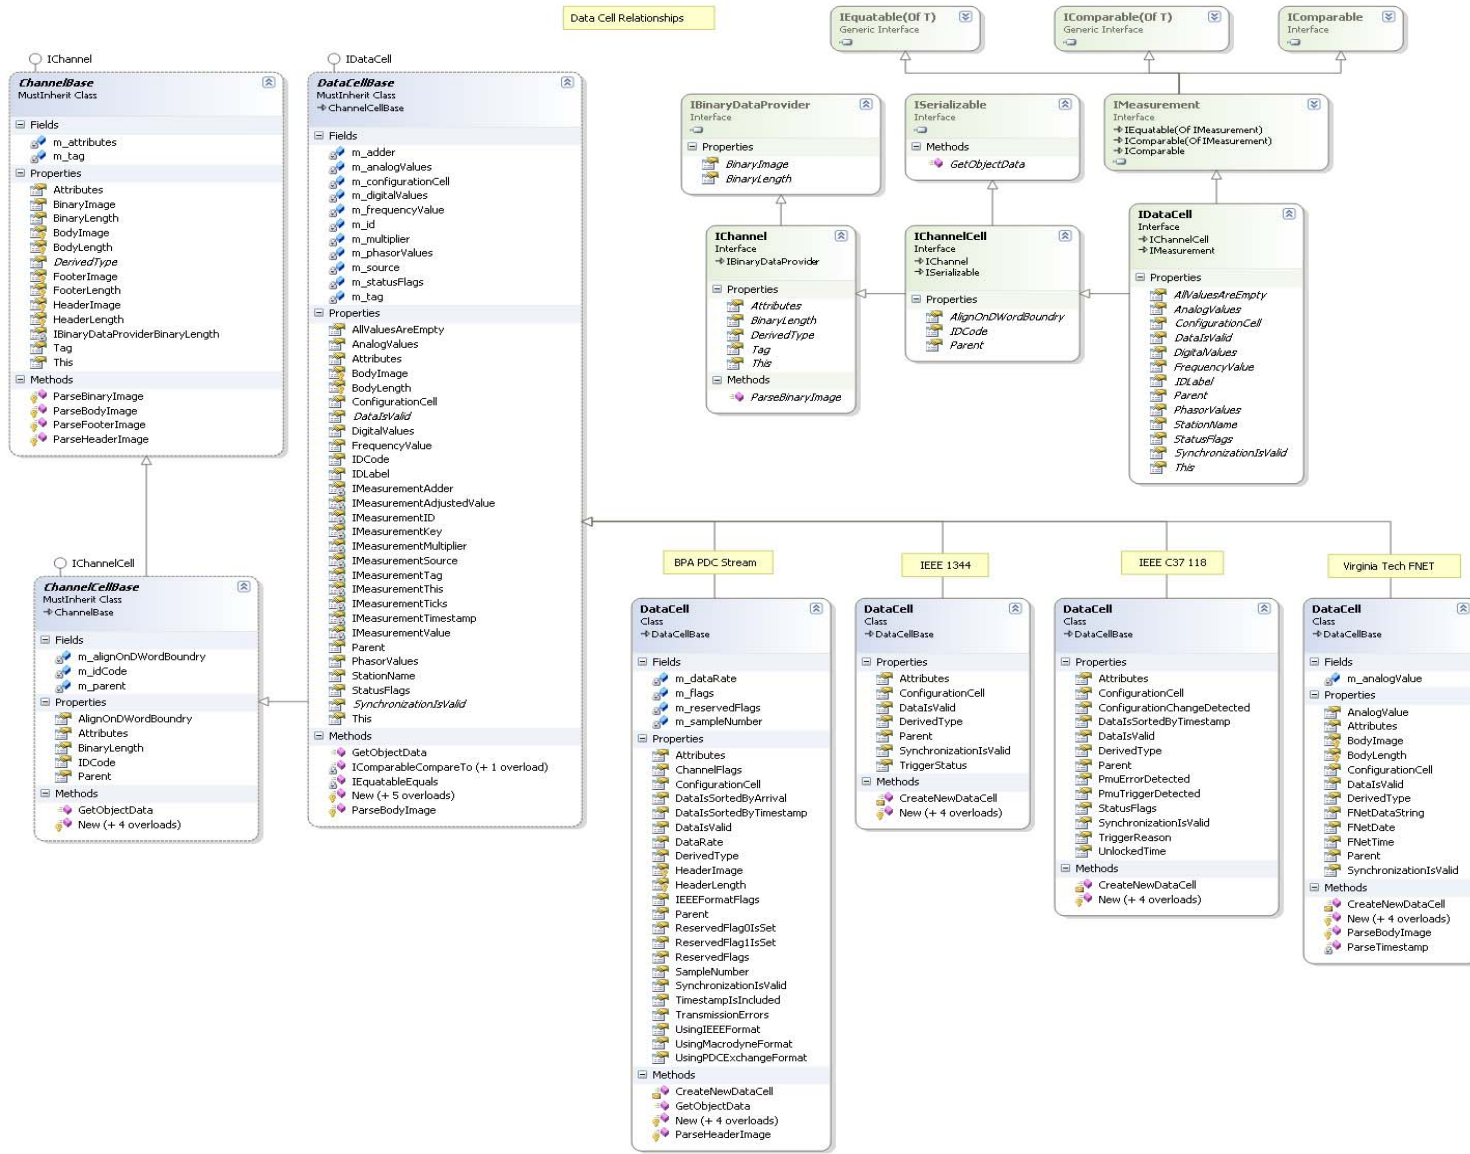 Data Cell Relationships
IEquatable(Of T)
Generic Interface
IComparable(Of T)
Generic Interface
IComparable
Interface
IBinaryDataProvider
Interface
Properties
BinaryImage
BinaryLength
ISerializable
Interface
Methods
GetObjectData
IMeasurement
Interface
IEquatable(Of IMeasurement)
IComparable(Of IMeasurement)
IComparable
IChannel
Interface
IBinaryDataProvider
Properties
Attributes
BinaryLength
DerivedType
Tag
This
Methods
ParseBinaryImage
IChannelCell
Interface
IChannel
ISerializable
Properties
AlignOnDWordBoundry
IDCode
Parent
IDataCell
Interface
IChannelCell
IMeasurement
Properties
AllValuesAreEmpty
AnalogValues
ConfigurationCell
DataIsValid
DigitalValues
FrequencyValue
IDLabel
Parent
PhasorValues
StationName
StatusFlags
SynchronizationIsValid
This
IChannel
ChannelBase
MustInherit Class
Fields
m_attributes
m_tag
Properties
Attributes
BinaryImage
BinaryLength
BodyImage
BodyLength
DerivedType
FooterImage
FooterLength
HeaderImage
HeaderLength
IBinaryDataProviderBinaryLength
Tag
This
Methods
ParseBinaryImage
ParseBodyImage
ParseFooterImage
ParseHeaderImage
IChannelCell
ChannelCellBase
MustInherit Class
ChannelBase
Fields
m_alignOnDWordBoundry
m_idCode
m_parent
Properties
AlignOnDWordBoundry
Attributes
BinaryLength
IDCode
Parent
Methods
GetObjectData
New (+ 4 overloads)
IDataCell
DataCellBase
MustInherit Class
ChannelCellBase
Fields
m_adder
m_analogValues
m_configurationCell
m_digitalValues
m_frequencyValue
m_id
m_multiplier
m_phasorValues
m_source
m_statusFlags
m_tag
Properties
AllValuesAreEmpty
AnalogValues
Attributes
BodyImage
BodyLength
ConfigurationCell
DataIsValid
DigitalValues
FrequencyValue
IDCode
IDLabel
IMeasurementAdder
IMeasurementAdjustedValue
IMeasurementID
IMeasurementKey
IMeasurementMultiplier
IMeasurementSource
IMeasurementTag
IMeasurementThis
IMeasurementTicks
IMeasurementTimestamp
IMeasurementValue
Parent
PhasorValues
StationName
StatusFlags
SynchronizationIsValid
This
Methods
GetObjectData
IComparableCompareTo (+ 1 overload)
IEquatableEquals
New (+ 5 overloads)
ParseBodyImage
BPA PDC Stream
DataCell
Class
DataCellBase
Fields
m_dataRate
m_flags
m_reservedFlags
m_sampleNumber
Properties
Attributes
ChannelFlags
ConfigurationCell
DataIsSortedByArrival
DataIsSortedByTimestamp
DataIsValid
DataRate
DerivedType
HeaderImage
HeaderLength
IEEEFormatFlags
Parent
ReservedFlag0IsSet
ReservedFlag1IsSet
ReservedFlags
SampleNumber
SynchronizationIsValid
TimestampIsIncluded
TransmissionErrors
UsingIEEEFormat
UsingMacrodyneFormat
UsingPDCExchangeFormat
Methods
CreateNewDataCell
GetObjectData
New (+ 4 overloads)
ParseHeaderImage
IEEE 1344
DataCell
Class
DataCellBase
Properties
Attributes
ConfigurationCell
DataIsValid
DerivedType
Parent
SynchronizationIsValid
TriggerStatus
Methods
CreateNewDataCell
New (+ 4 overloads)
IEEE C37 118
DataCell
Class
DataCellBase
Properties
Attributes
ConfigurationCell
ConfigurationChangeDetected
DataIsSortedByTimestamp
DataIsValid
DerivedType
Parent
PmuErrorDetected
PmuTriggerDetected
StatusFlags
SynchronizationIsValid
TriggerReason
UnlockedTime
Methods
CreateNewDataCell
New (+ 4 overloads)
Virginia Tech FNET
DataCell
Class
DataCellBase
Fields
m_analogValue
Properties
AnalogValue
Attributes
BodyImage
BodyLength
ConfigurationCell
DataIsValid
DerivedType
FNetDataString
FNetDate
FNetTime
Parent
SynchronizationIsValid
Methods
CreateNewDataCell
New (+ 4 overloads)
ParseBodyImage
ParseTimestamp